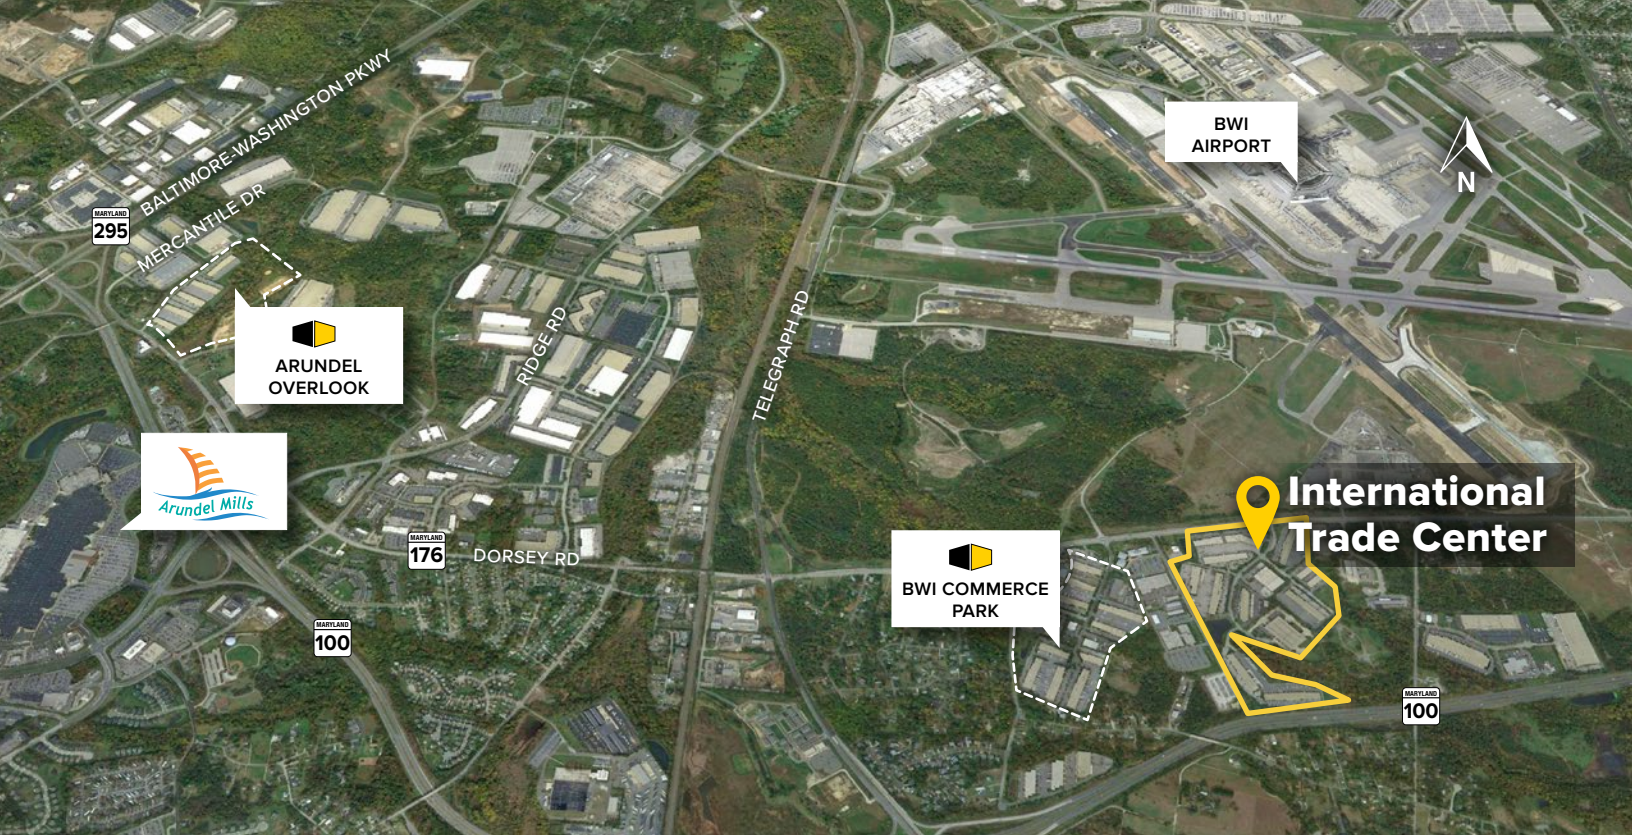 BALTIMORE-WASHINGTON PKWY
BWI
AIRPORT
N
MERCANTILE DR
MARYLAND
295
ARUNDEL
OVERLOOK
RIDGE RD
TELEGRAPH RD
Arundel Mills
International
Trade Center
MARYLAND
176
DORSEY RD
BWI COMMERCE
PARK
MARYLAND
100
MARYLAND
100